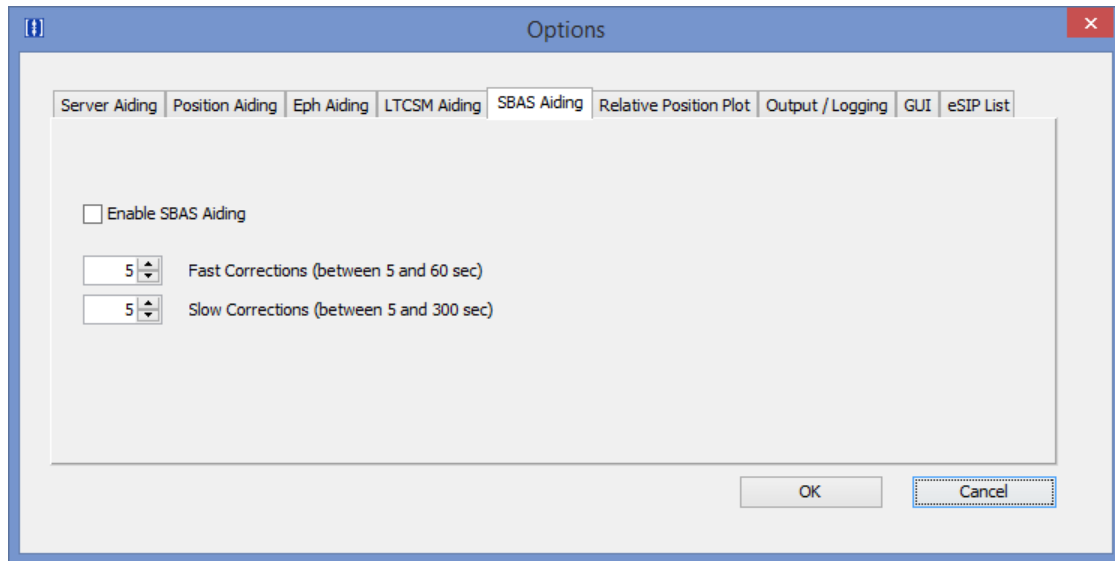 Options
Server Aiding Position Aiding Eph Aiding LTCSM Aiding SBAS Aiding Relative Position Plot Output / Logging GUI eSIP List
Enable SBAS Aiding
5 Fast Corrections (between 5 and 60 sec)
5 Slow Corrections (between 5 and 300 sec)
OK Cancel